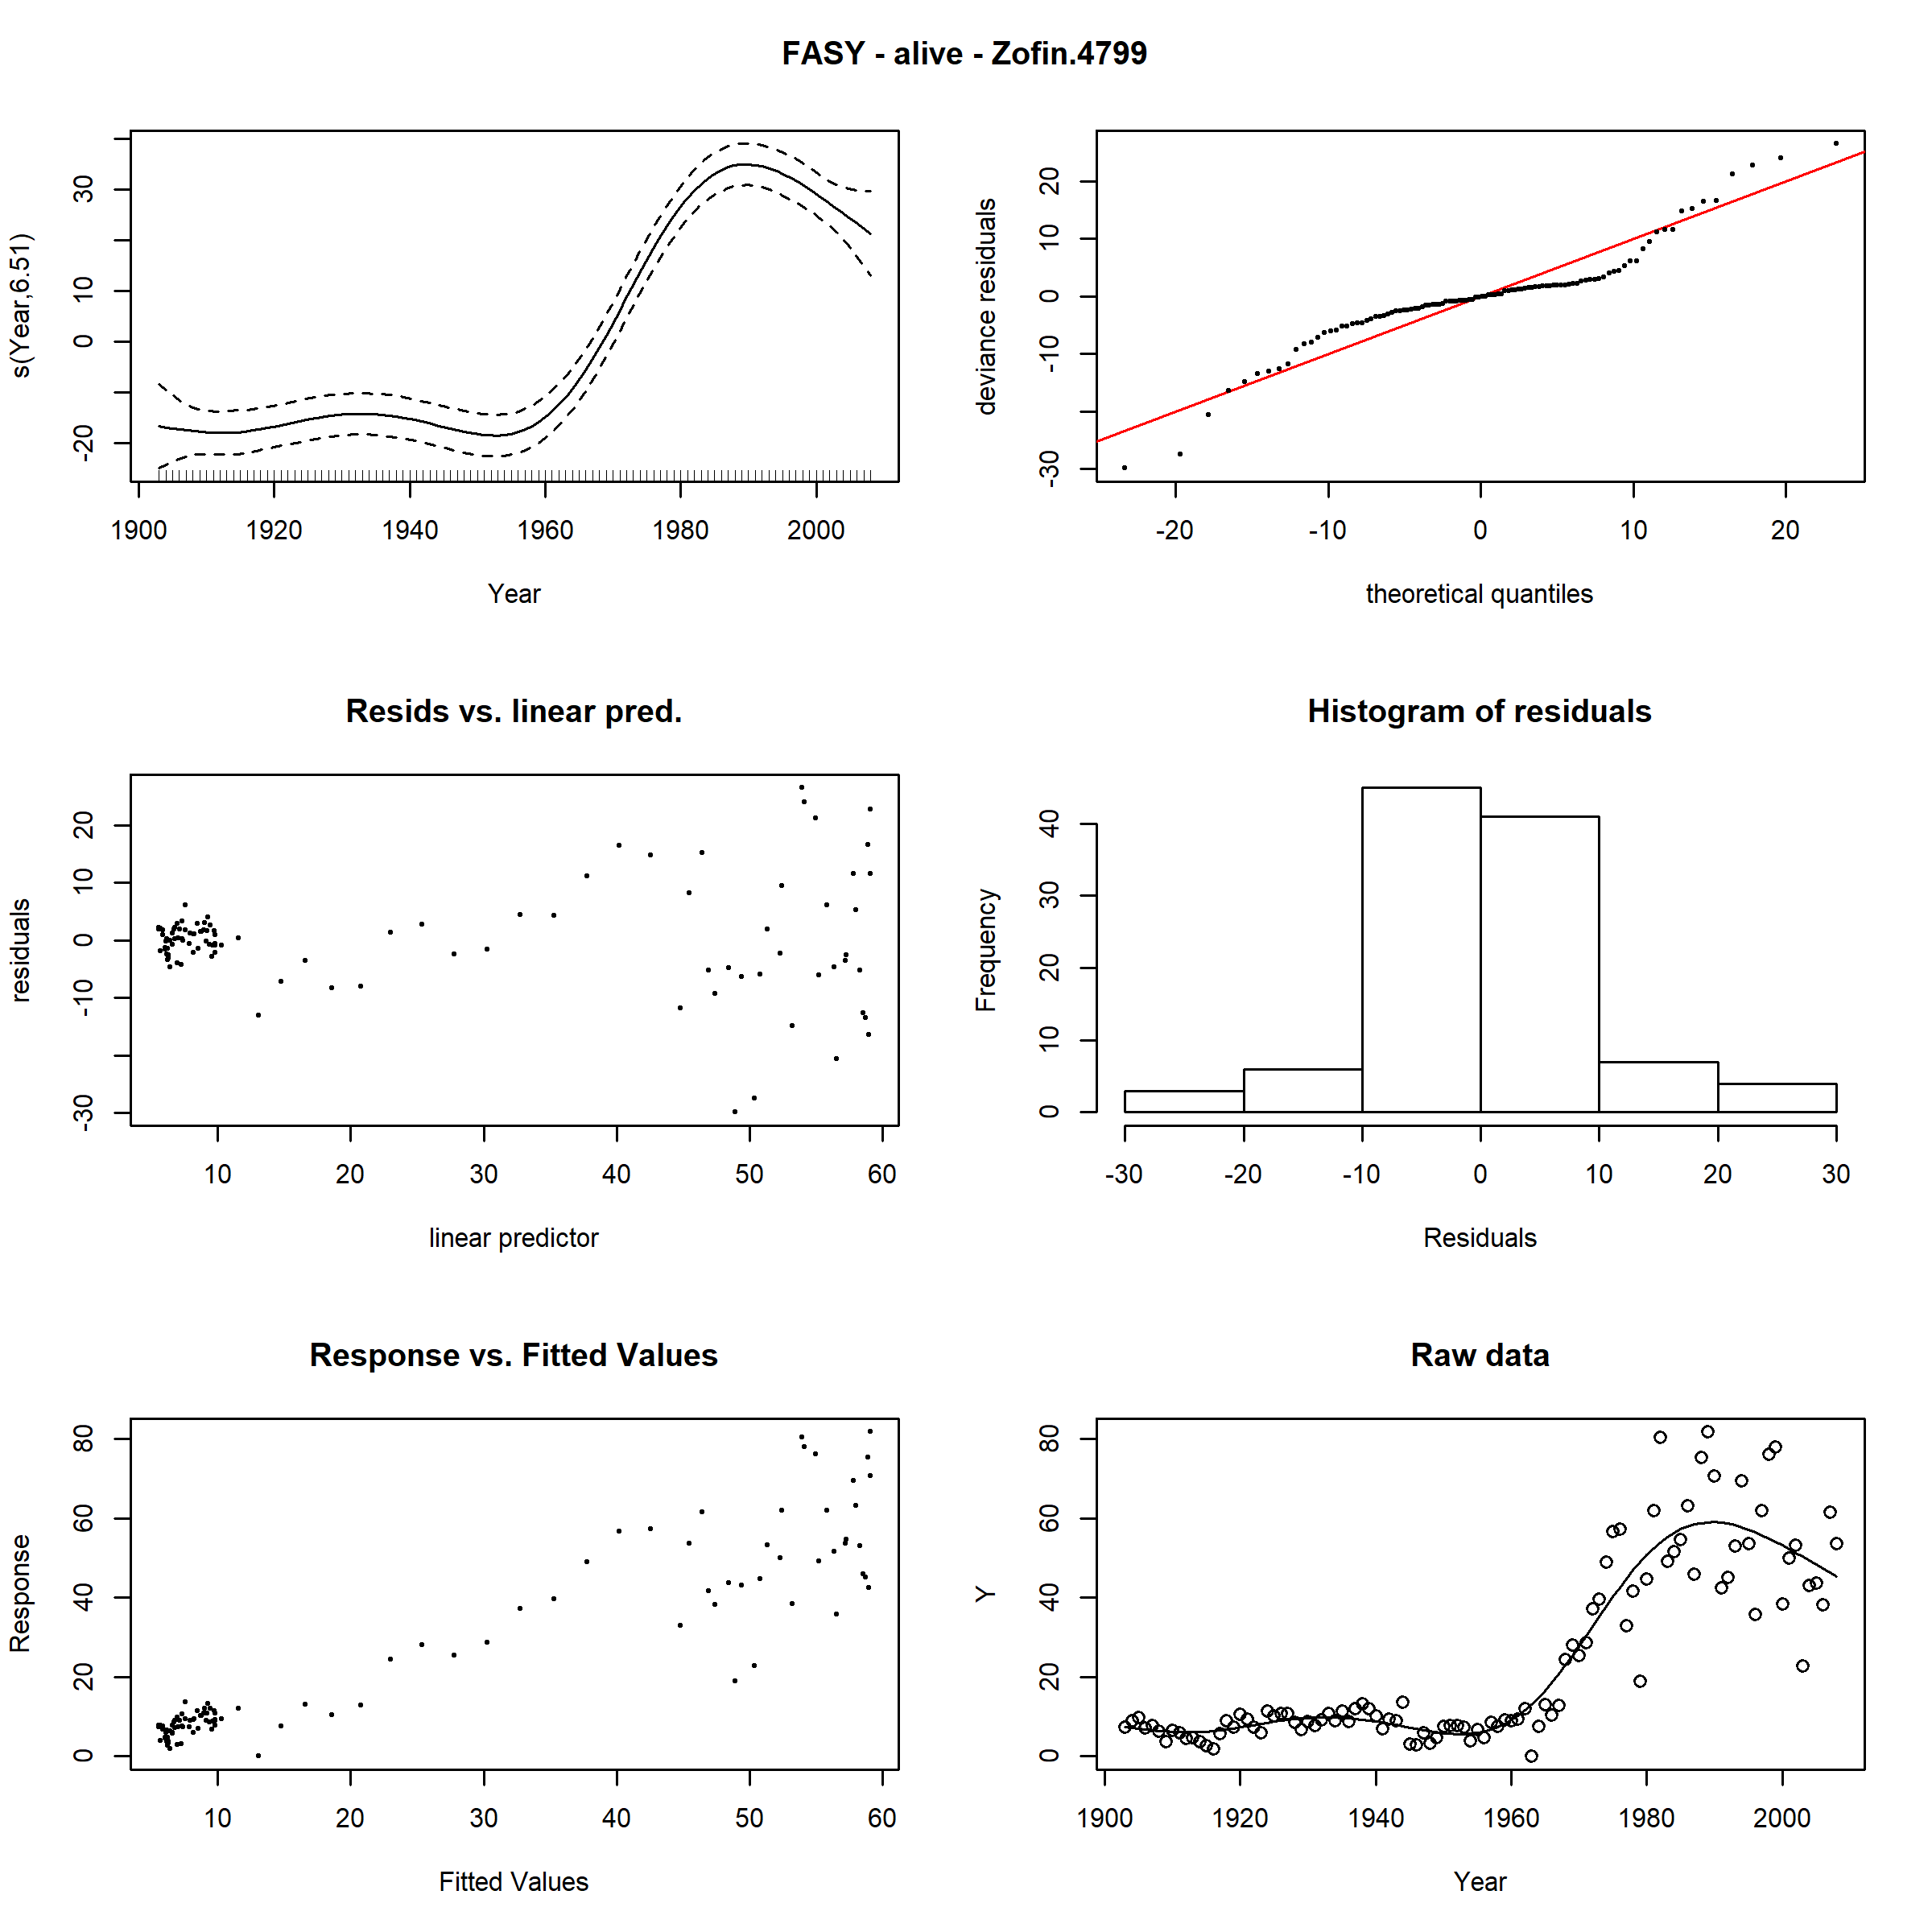 FASY - alive - Zofin.4799
s(Year,6.51)
30
10
0
-20
1900 1920 1940 1960 1980 2000
Year
deviance residuals
20
10
0
-10
-30
-20 -10 0 10 20
theoretical quantiles
Resids vs. linear pred.
residuals
20
10
0
-10
-30
10 20 30 40 50 60
linear predictor
Histogram of residuals
Frequency
40
30
20
10
0
-30 -20 -10 0 10 20 30
Residuals
Response vs. Fitted Values
Response
80
60
40
20
0
10 20 30 40 50 60
Fitted Values
Raw data
Y
80
60
40
20
0
1900 1920 1940 1960 1980 2000
Year